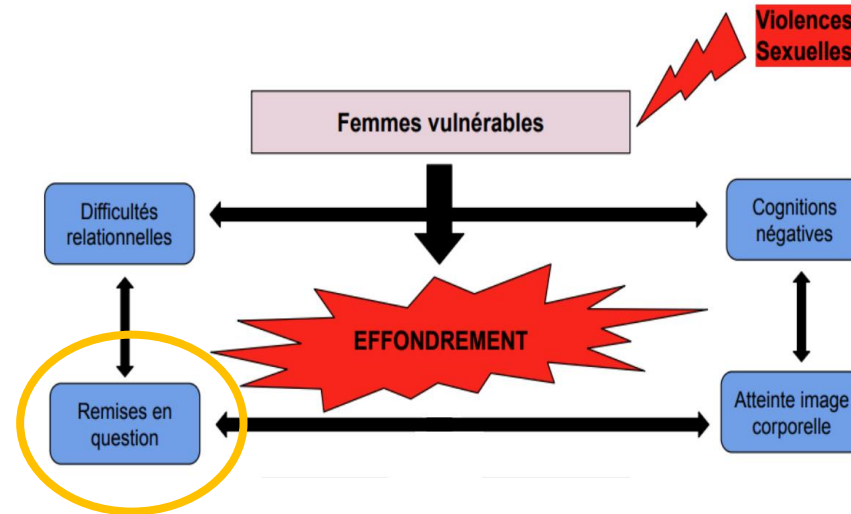 Violences
Sexuelles
Femmes vulnérables
Difficultés
relationnelles
Cognitions
négatives
EFFONDREMENT
Remises en
question
Atteinte image
corporelle